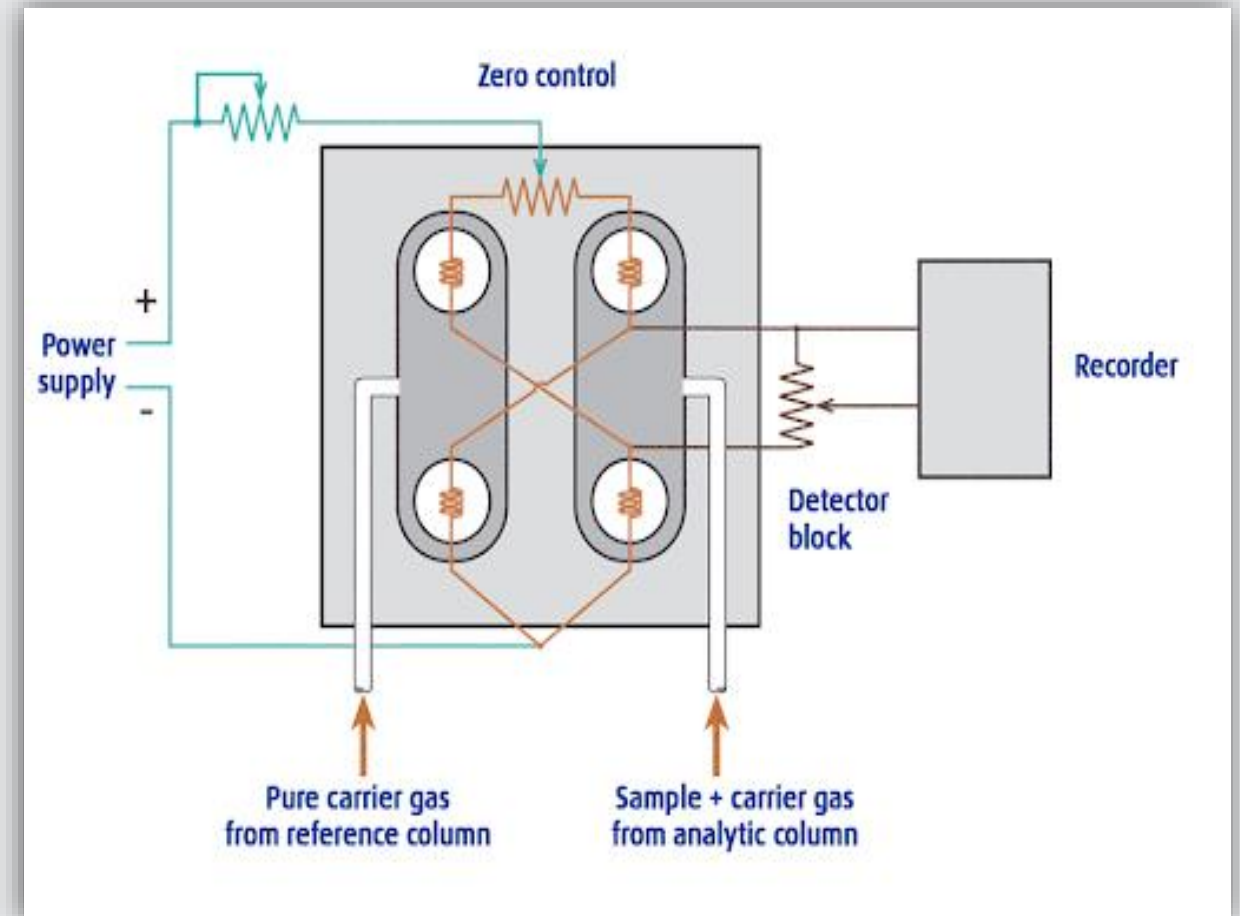 Zero control
+
Power
supply
-
Recorder
Detector
block
Pure carrier gas
from reference column
Sample + carrier gas
from analytic column